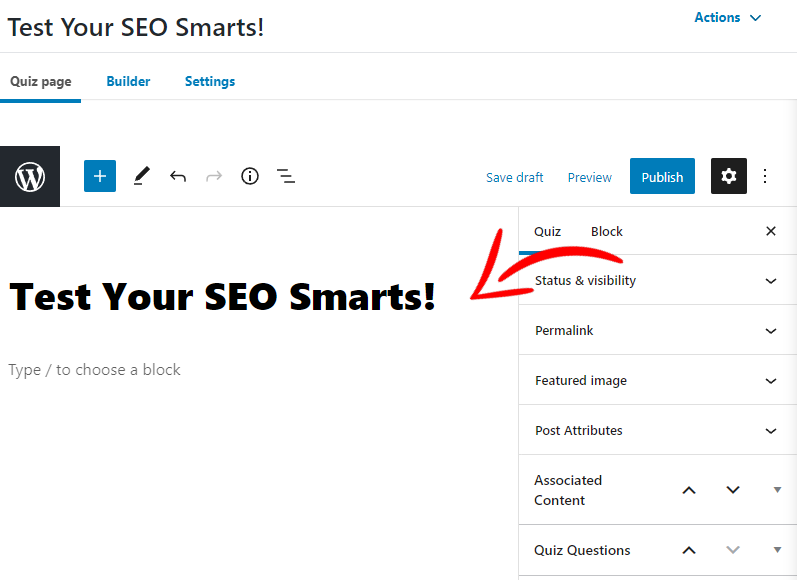 Test Your SEO Smarts!
Actions
Quiz page Builder Settings
Save draft Preview Publish
Quiz Block
Test Your SEO Smarts!
Type / to choose a block
Status & visibility
Permalink
Featured image
Post Attributes
Associated
Content
Quiz Questions